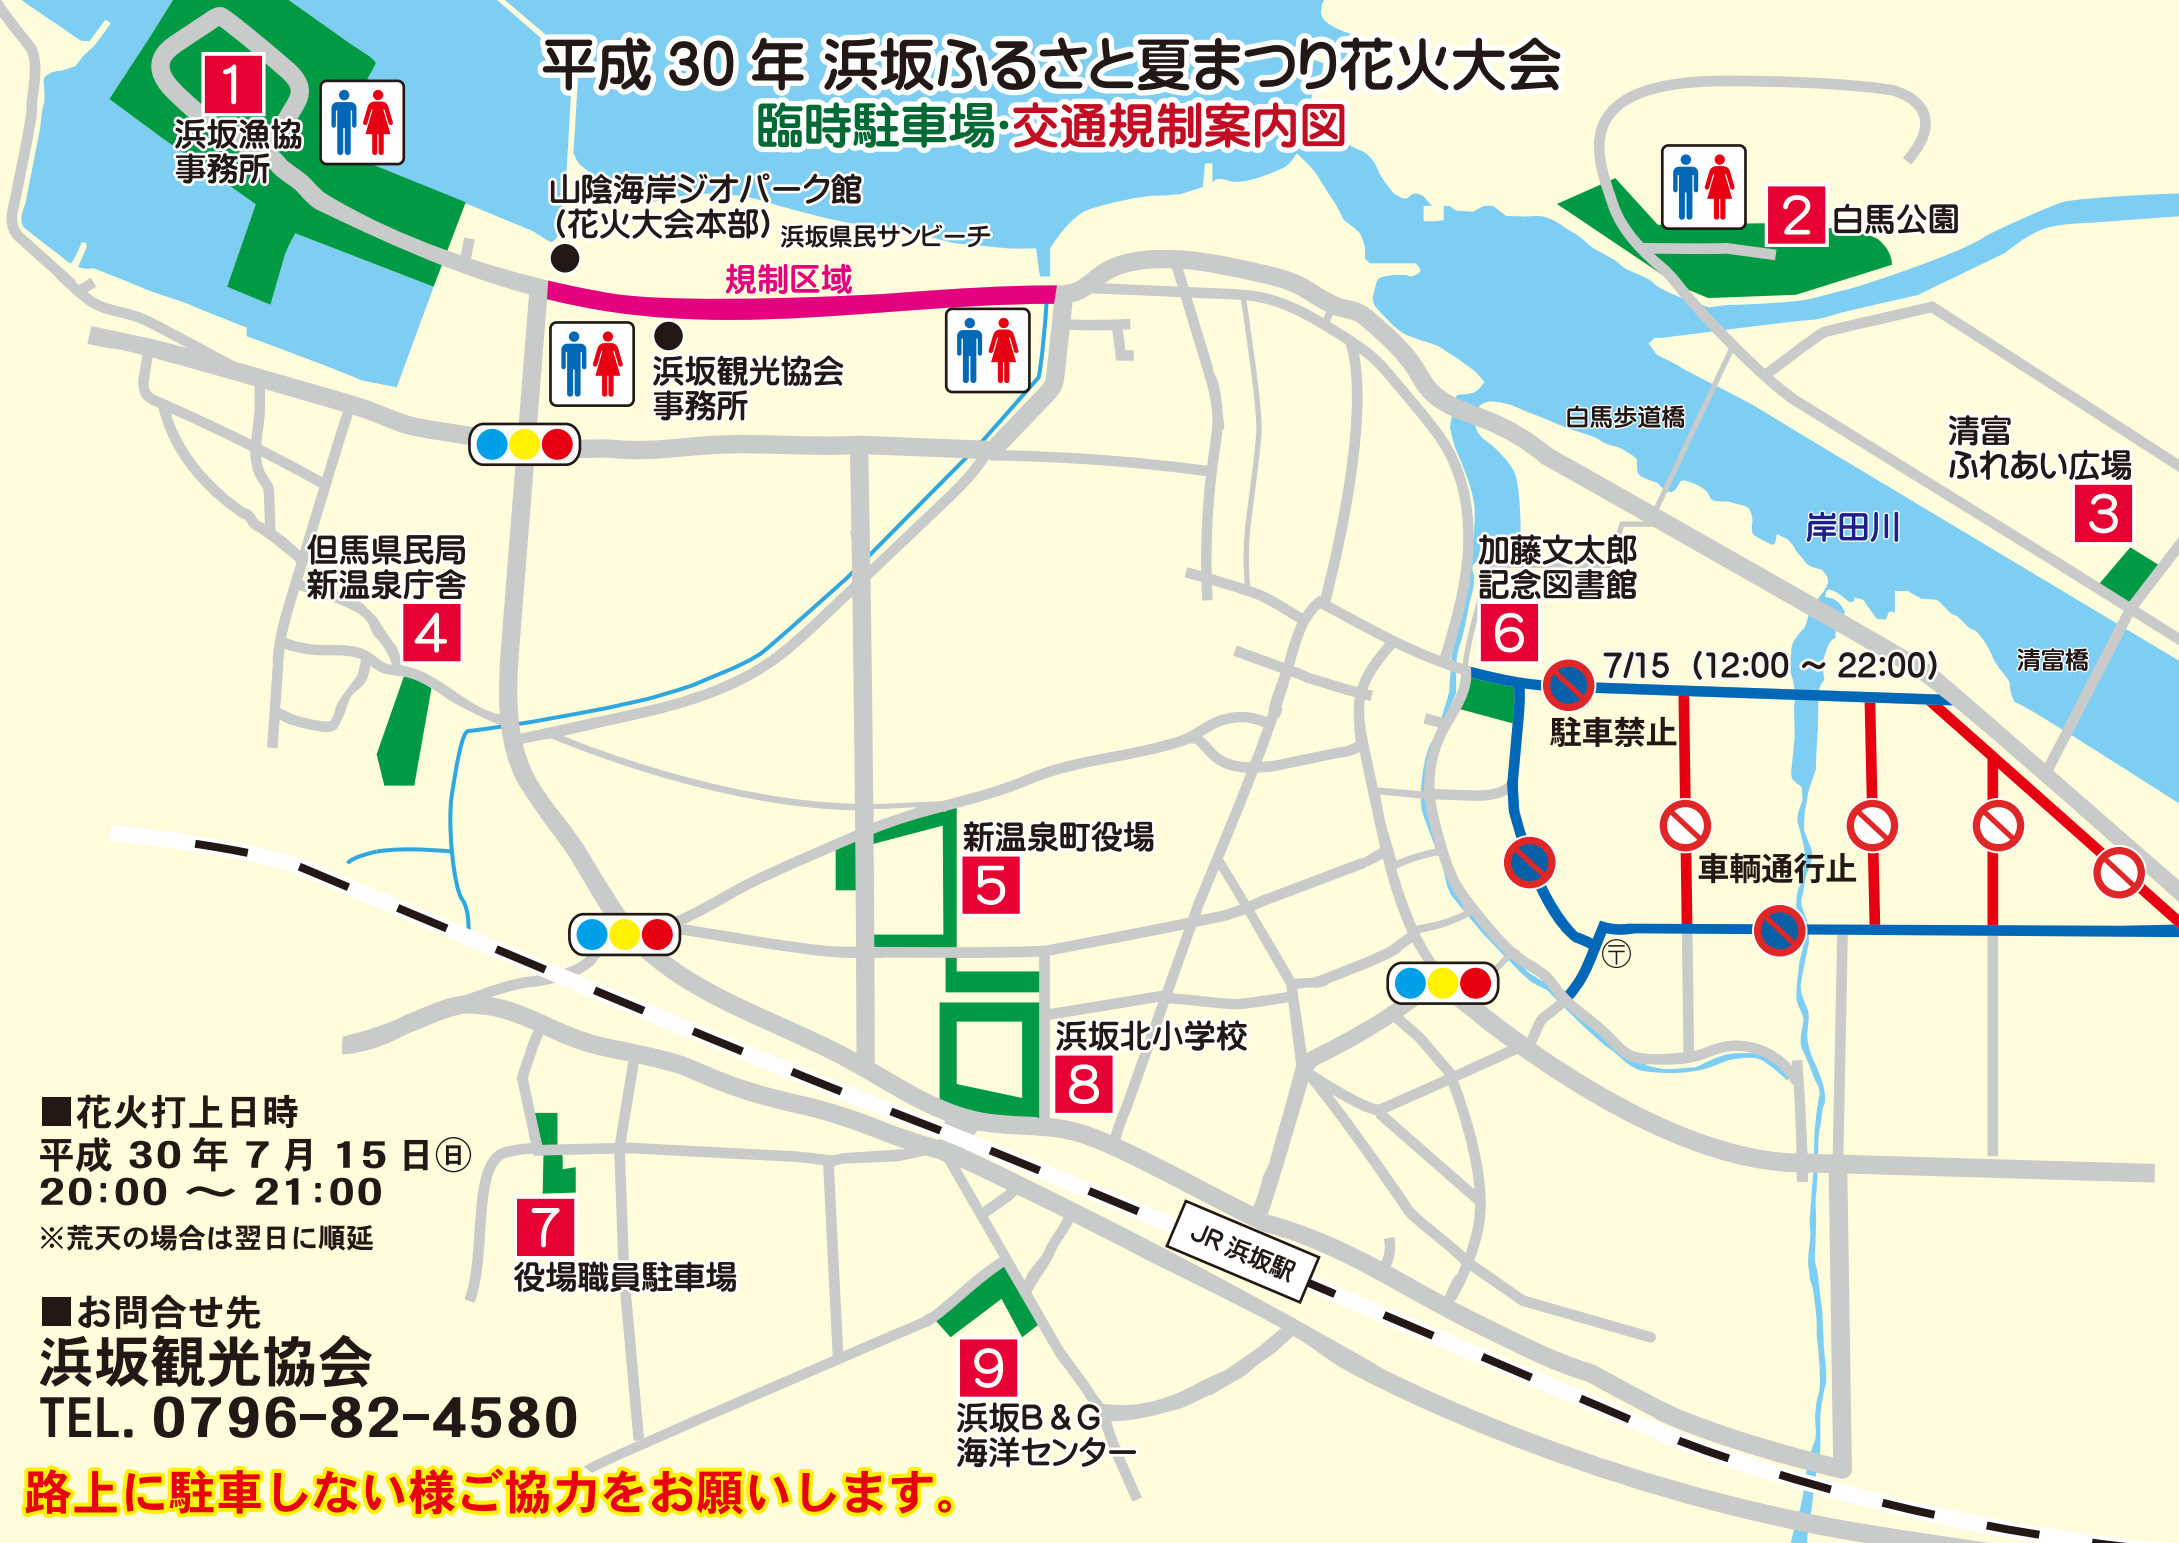 平成 30 年 浜坂ふるさと夏まつり花火大会
臨時駐車場・交通規制案内図
1
浜坂漁協
事務所
山陰海岸ジオパーク館
(花火大会本部)
浜坂県民サンビーチ
規制区域
浜坂観光協会
事務所
2 白馬公園
白馬歩道橋
清富
ふれあい広場
3
岸田川
清富橋
但馬県民局
新温泉庁舎
4
加藤文太郎
記念図書館
6
7/15 (12:00 ~ 22:00)
駐車禁止
車輌通行止
〒
新温泉町役場
5
浜坂北小学校
8
7
役場職員駐車場
JR 浜坂駅
9
浜坂B&G
海洋センター
■花火打上日時
平成 30 年 7 月 15 日㊐
20:00 ~ 21:00
※荒天の場合は翌日に順延
■お問合せ先
浜坂観光協会
TEL. 0796-82-4580
路上に駐車しない様ご協力をお願いします。